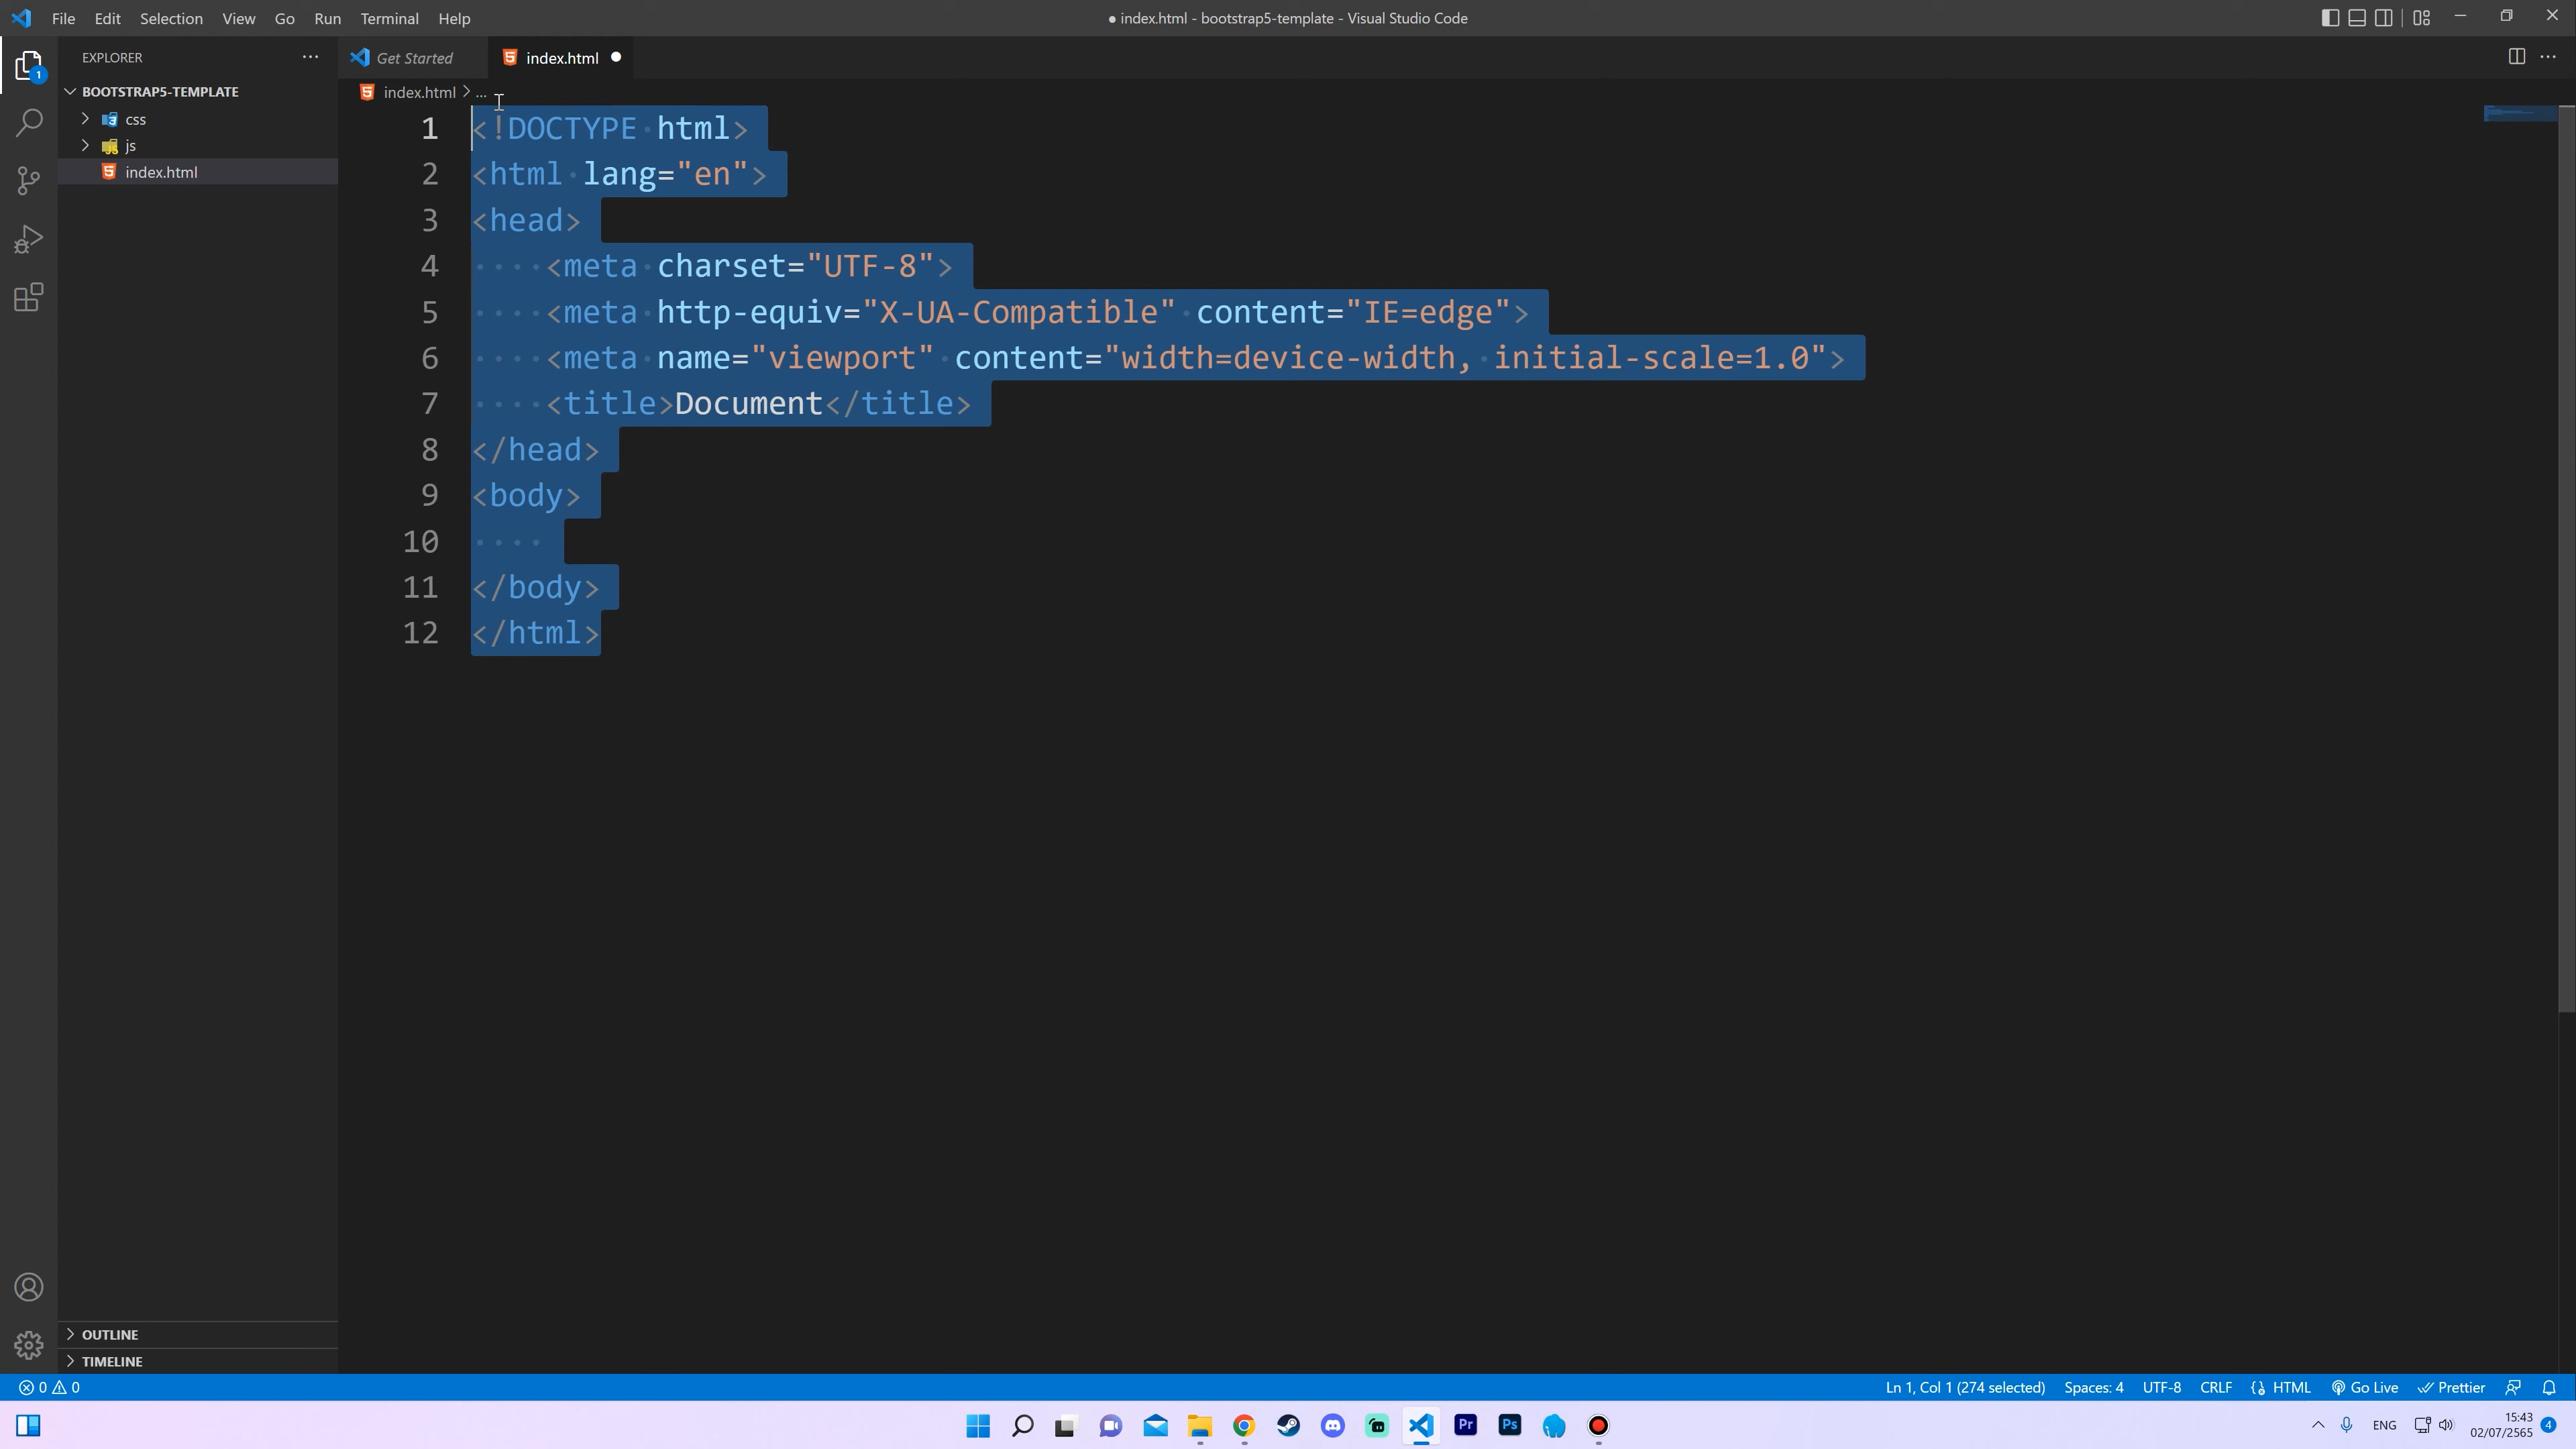 File Edit Selection View Go Run Terminal Help
● index.html - bootstrap5-template - Visual Studio Code
EXPLORER
1
BOOTSTRAP5-TEMPLATE
css
js
index.html
OUTLINE
TIMELINE
Get Started
index.html
index.html > ...
1 <!DOCTYPE html>
2 <html lang="en">
3 <head>
4 <meta charset="UTF-8">
5 <meta http-equiv="X-UA-Compatible" content="IE=edge">
6 <meta name="viewport" content="width=device-width, initial-scale=1.0">
7 <title>Document</title>
8 </head>
9 <body>
10
11 </body>
12 </html>
0 0
Ln 1, Col 1 (274 selected) Spaces: 4 UTF-8 CRLF HTML Go Live Prettier
Pr Ps
ENG
15:43
02/07/2565
4